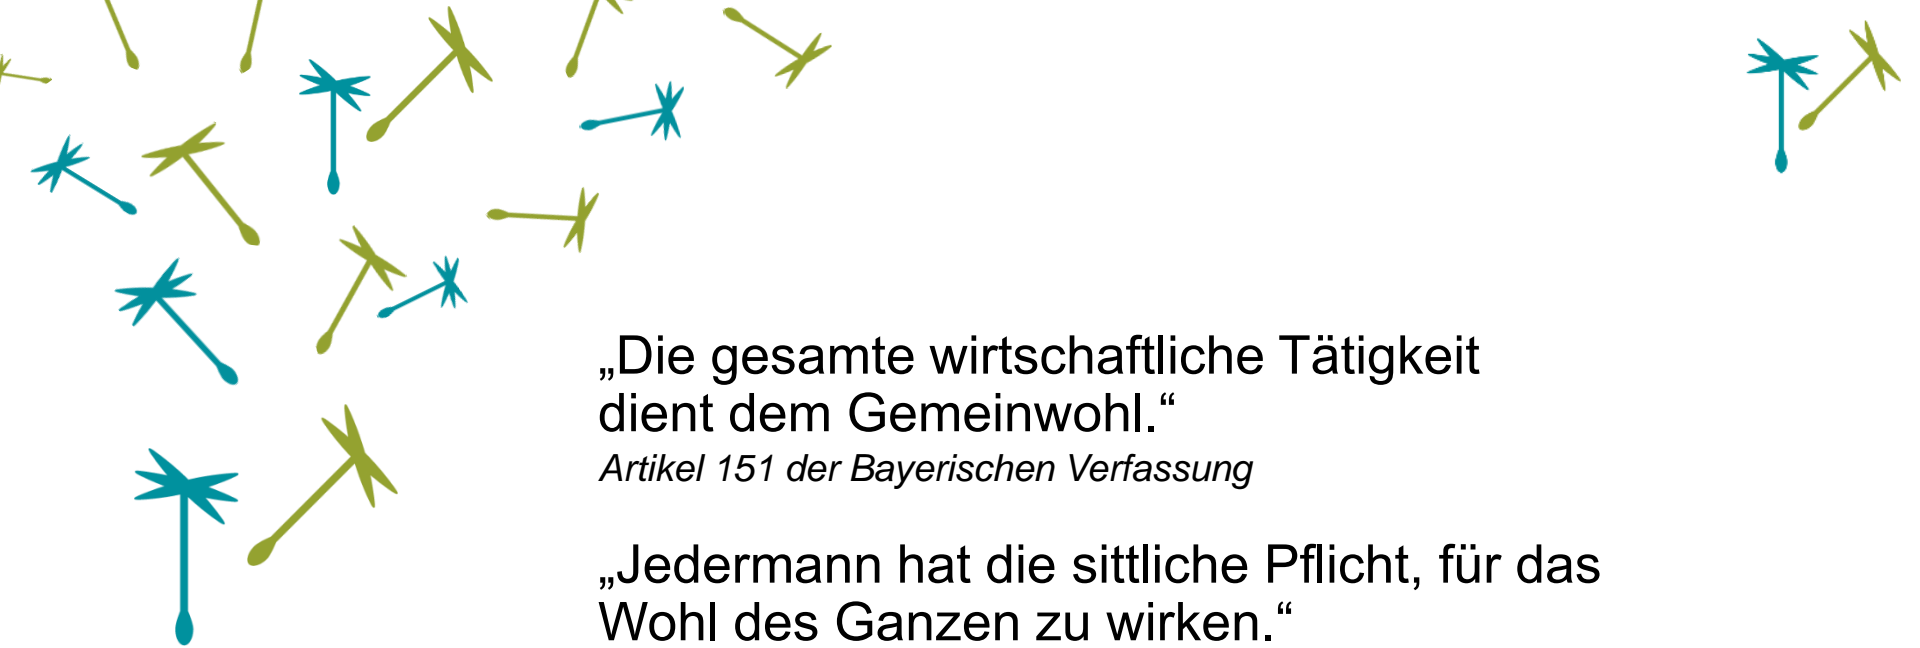 „Die gesamte wirtschaftliche Tätigkeit
dient dem Gemeinwohl.“
Artikel 151 der Bayerischen Verfassung
„Jedermann hat die sittliche Pflicht, für das
Wohl des Ganzen zu wirken.“